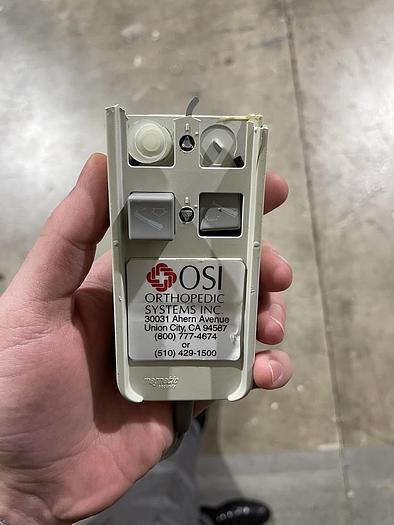 OSI
ORTHOPEDIC
SYSTEMS INC.
30031 Ahern Avenue
Union City, CA 94587
(800) 777-4674
or
(510) 429-1500